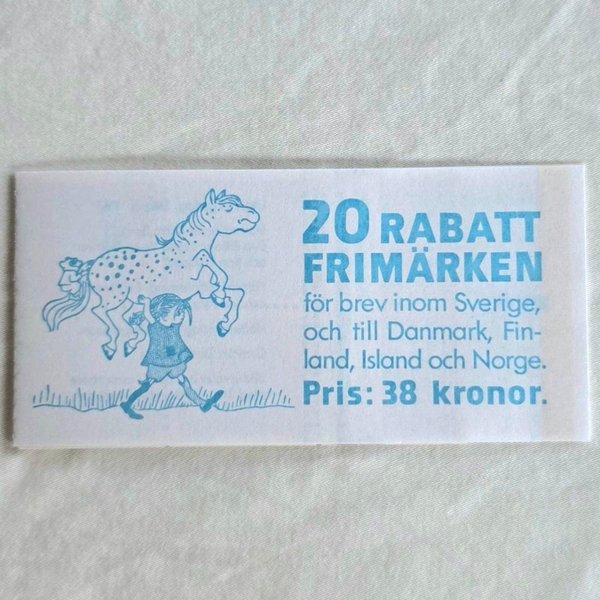 20 RABATT
FRIMÄRKEN
för brev inom Sverige,
och till Danmark, Fin-
land, Island och Norge.
Pris: 38 kronor.